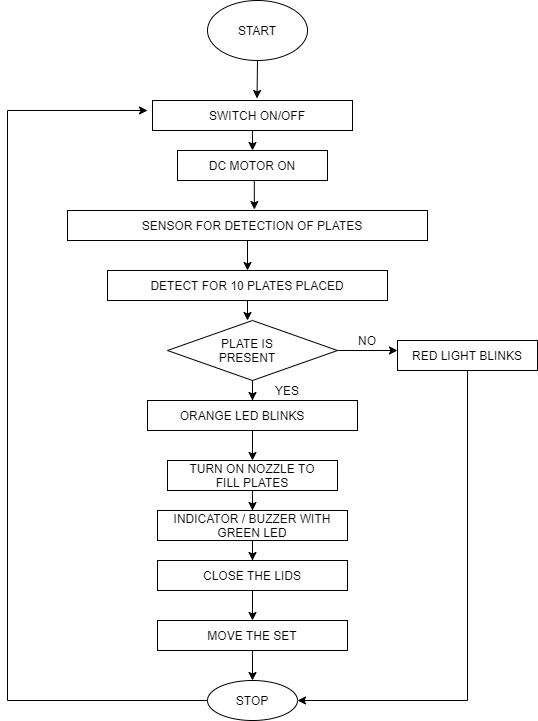 START
SWITCH ON/OFF
DC MOTOR ON
SENSOR FOR DETECTION OF PLATES
DETECT FOR 10 PLATES PLACED
PLATE IS
PRESENT
NO
RED LIGHT BLINKS
YES
ORANGE LED BLINKS
TURN ON NOZZLE TO
FILL PLATES
INDICATOR / BUZZER WITH
GREEN LED
CLOSE THE LIDS
MOVE THE SET
STOP